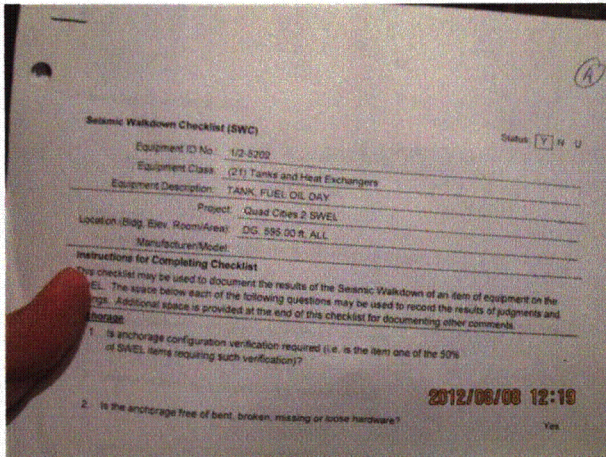 A
Seismic Walkdown Checklist (SWC)
Status: Y N U
Equipment ID No.: 1/2-5202
Equipment Class: (21) Tanks and Heat Exchangers
Equipment Description: TANK, FUEL OIL DAY
Project: Quad Cities 2 SWEL
Location (Bldg, Elev, Room/Area): DG, 595.00 ft, ALL
Manufacturer/Model:
Instructions for Completing Checklist
This checklist may be used to document the results of the Seismic Walkdown of an item of equipment on the
The space below each of the following questions may be used to record the results of judgments and
Additional space is provided at the end of this checklist for documenting other comments.
1. Is anchorage configuration verification required (i.e. is the item one of the 50%
of SWEL items requiring such verification)?
2012/08/08 12:19
2. Is the anchorage free of bent, broken, missing or loose hardware?
Yes